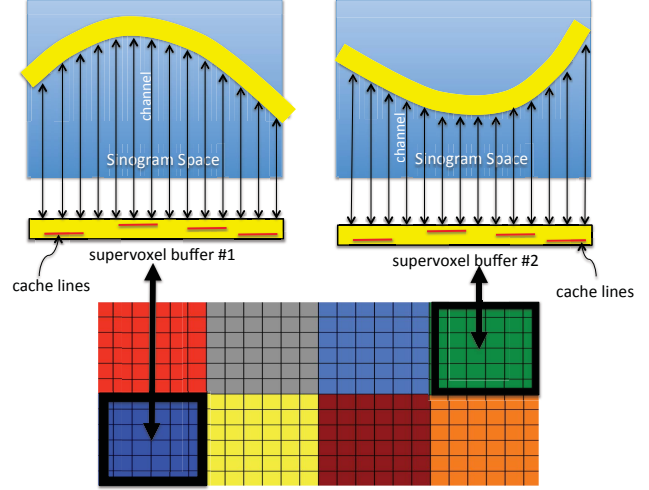 channel
Sinogram Space
supervoxel buffer #1
cache lines
channel
Sinogram Space
supervoxel buffer #2
cache lines